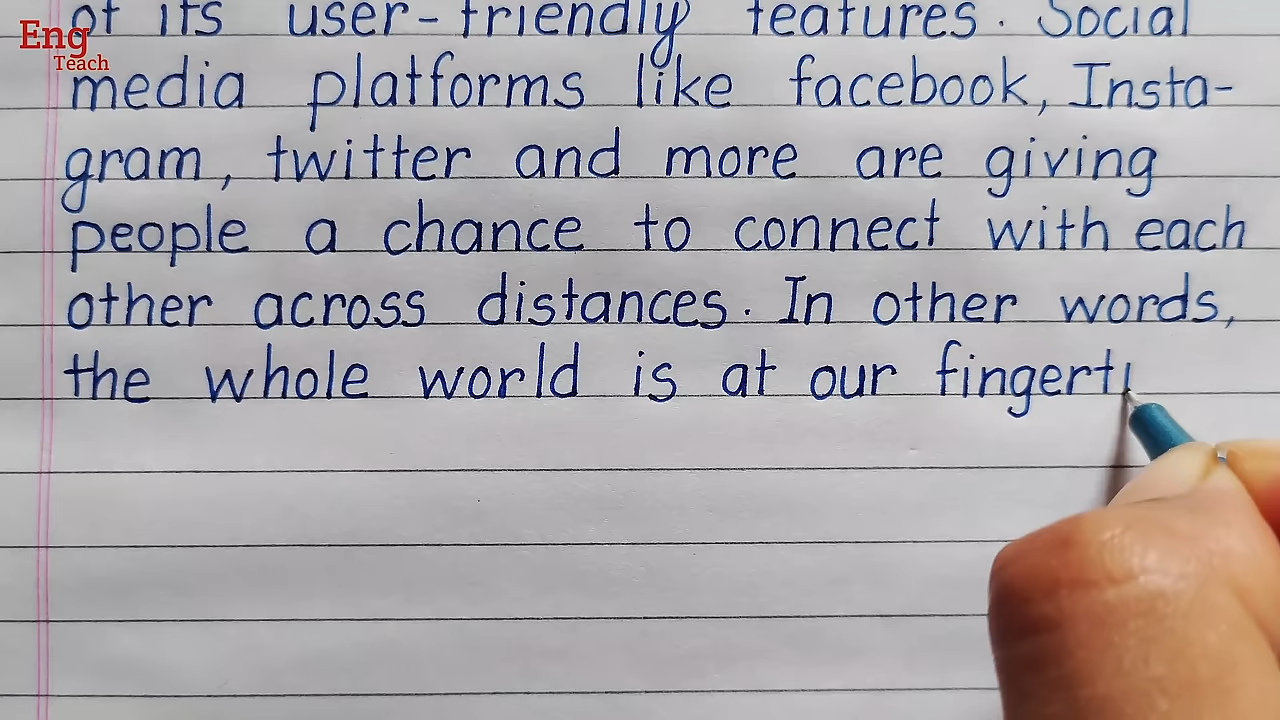 Eng
Teach
of its user-friendly features. Social
media platforms like facebook, Insta-
gram, twitter and more are giving
people a chance to connect with each
other across distances. In other words,
the whole world is at our fingerti